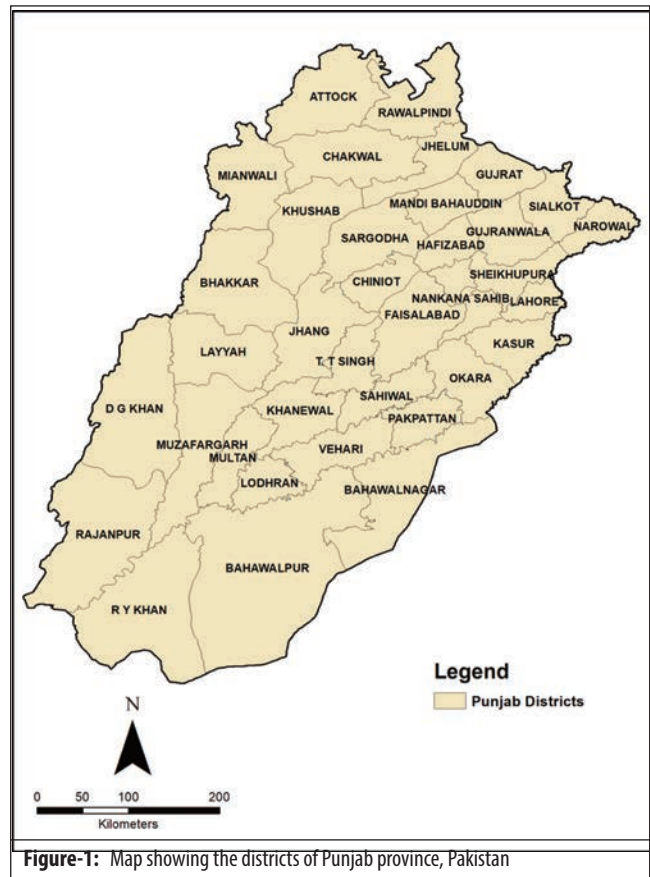 ATTOCK
RAWALPINDI
JHELUM
CHAKWAL
MIANWALI
GUJRAT
KHUSHAB
MANDI BAHAUDDIN
SIALKOT
NAROWAL
GUJRANWALA
SARGODHA
HAFIZABAD
SHEIKHUPURA
BHAKKAR
CHINIOT
NANKANA SAHIB
LAHORE
FAISALABAD
JHANG
KASUR
LAYYAH
T. T SINGH
OKARA
SAHIWAL
D G KHAN
KHANEWAL
PAKPATTAN
MUZAFARGARH
VEHARI
MULTAN
LODHRAN
BAHAWALNAGAR
RAJANPUR
BAHAWALPUR
R Y KHAN
Legend
Punjab Districts
N
0 50 100 200
Kilometers
Figure-1: Map showing the districts of Punjab province, Pakistan